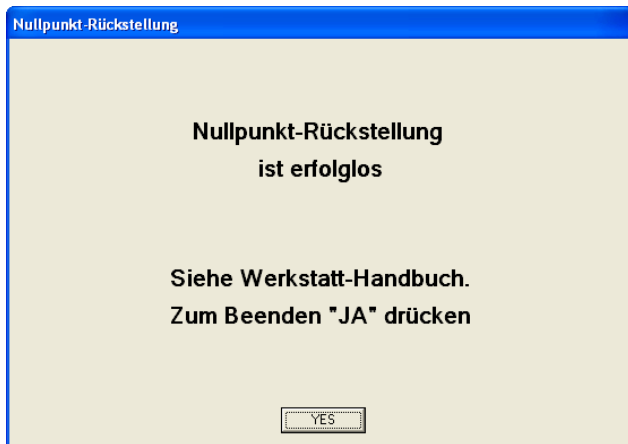 Nullpunkt-Rückstellung
Nullpunkt-Rückstellung
ist erfolglos
Siehe Werkstatt-Handbuch.
Zum Beenden "JA" drücken
YES